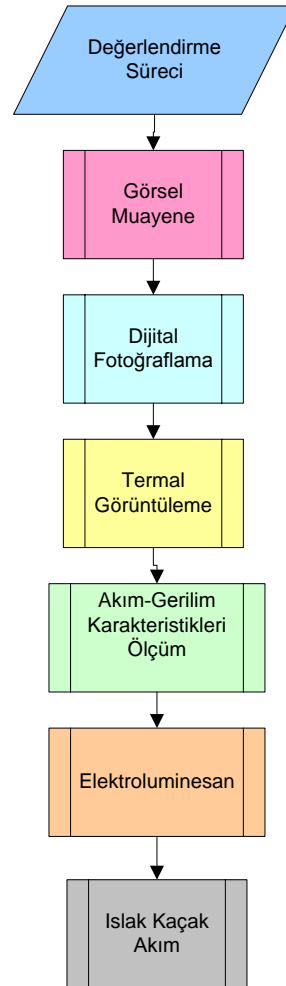 Değerlendirme
Süreci
Görsel
Muayene
Dijital
Fotoğraflama
Termal
Görüntüleme
Akım-Gerilim
Karakteristikleri
Ölçüm
Elektroluminesan
Islak Kaçak
Akım